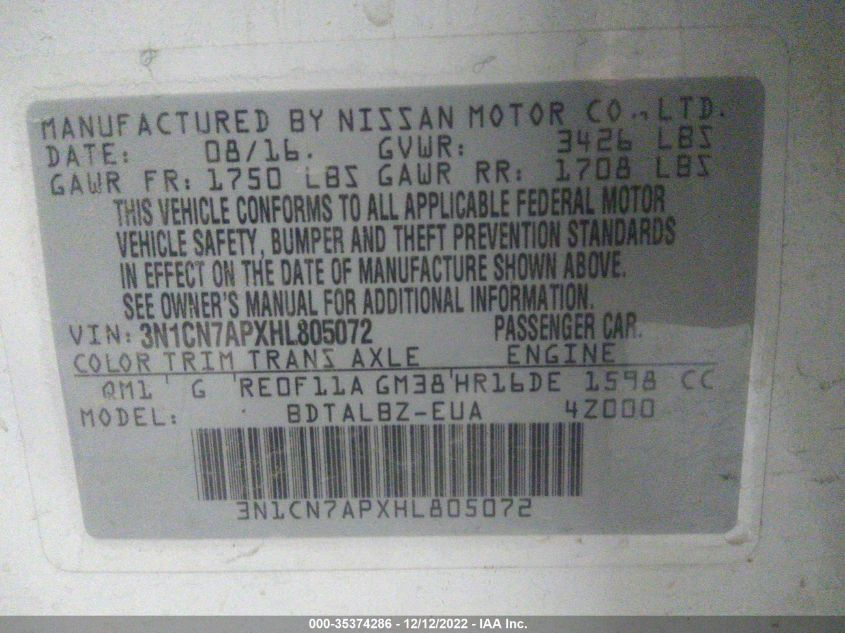 MANUFACTURED BY NISSAN MOTOR CO., LTD.
DATE: 08/16. GVWR: 3426 LBS
GAWR FR: 1750 LBS GAWR RR: 1708 LBS
THIS VEHICLE CONFORMS TO ALL APPLICABLE FEDERAL MOTOR
VEHICLE SAFETY, BUMPER AND THEFT PREVENTION STANDARDS
IN EFFECT ON THE DATE OF MANUFACTURE SHOWN ABOVE.
SEE OWNER'S MANUAL FOR ADDITIONAL INFORMATION.
VIN: 3N1CN7APXHL805072 PASSENGER CAR.
COLOR TRIM TRANS AXLE ENGINE
QM1 G RE0F11A GM38 HR16DE 1598 CC
MODEL: BDTALBZ-EUA 4Z000
3N1CN7APXHL805072
000-35374286 - 12/12/2022 - IAA Inc.